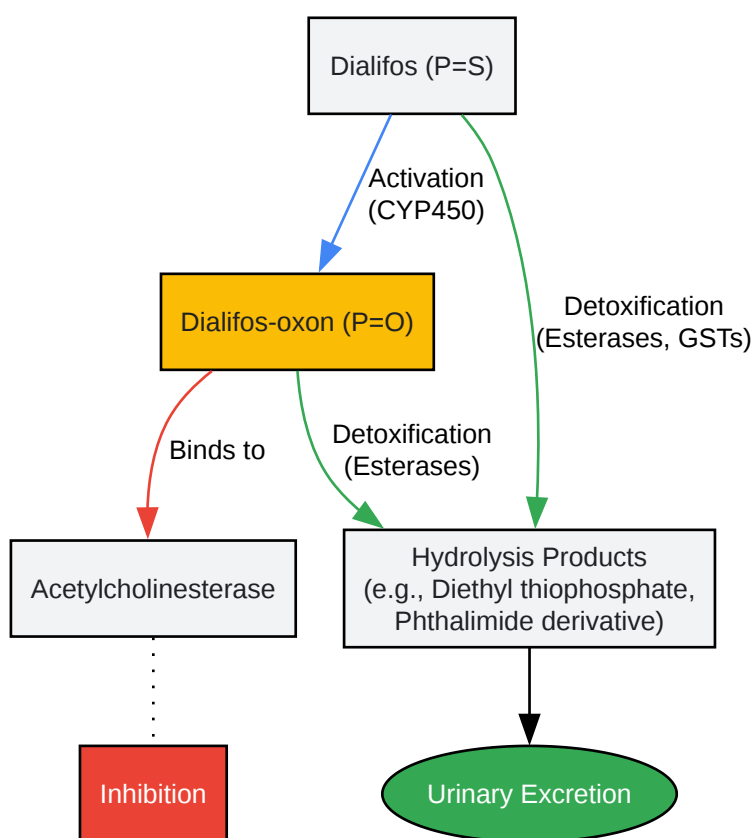 Dialifos (P=S)
Activation
(CYP450)
Dialifos-oxon (P=O)
Detoxification
(Esterases, GSTs)
Binds to
Detoxification
(Esterases)
Acetylcholinesterase
Hydrolysis Products
(e.g., Diethyl thiophosphate,
Phthalimide derivative)
Inhibition
Urinary Excretion